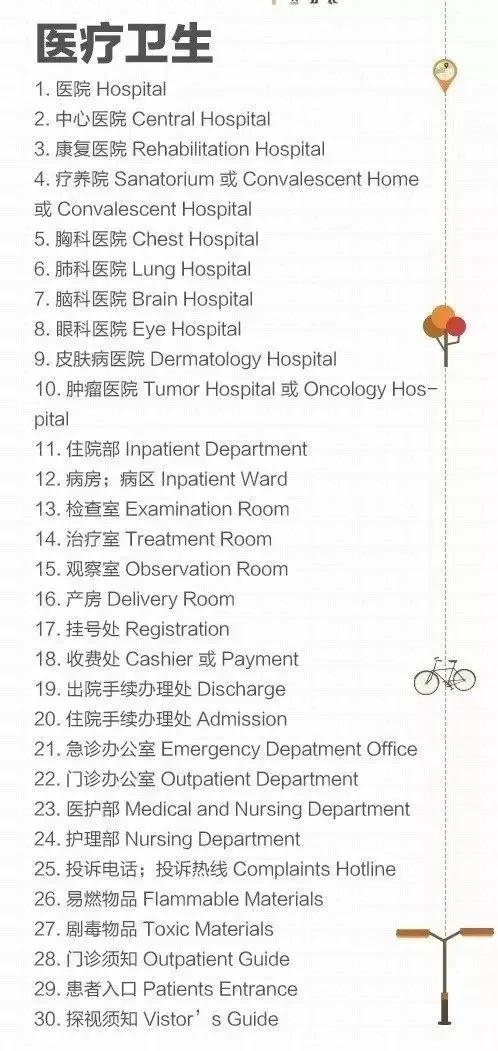 医疗卫生
1. 医院 Hospital
2. 中心医院 Central Hospital
3. 康复医院 Rehabilitation Hospital
4. 疗养院 Sanatorium 或 Convalescent Home
或 Convalescent Hospital
5. 胸科医院 Chest Hospital
6. 肺科医院 Lung Hospital
7. 脑科医院 Brain Hospital
8. 眼科医院 Eye Hospital
9. 皮肤病医院 Dermatology Hospital
10. 肿瘤医院 Tumor Hospital 或 Oncology Hos-
pital
11. 住院部 Inpatient Department
12. 病房；病区 Inpatient Ward
13. 检查室 Examination Room
14. 治疗室 Treatment Room
15. 观察室 Observation Room
16. 产房 Delivery Room
17. 挂号处 Registration
18. 收费处 Cashier 或 Payment
19. 出院手续办理处 Discharge
20. 住院手续办理处 Admission
21. 急诊办公室 Emergency Depatment Office
22. 门诊办公室 Outpatient Department
23. 医护部 Medical and Nursing Department
24. 护理部 Nursing Department
25. 投诉电话；投诉热线 Complaints Hotline
26. 易燃物品 Flammable Materials
27. 剧毒物品 Toxic Materials
28. 门诊须知 Outpatient Guide
29. 患者入口 Patients Entrance
30. 探视须知 Vistor’s Guide